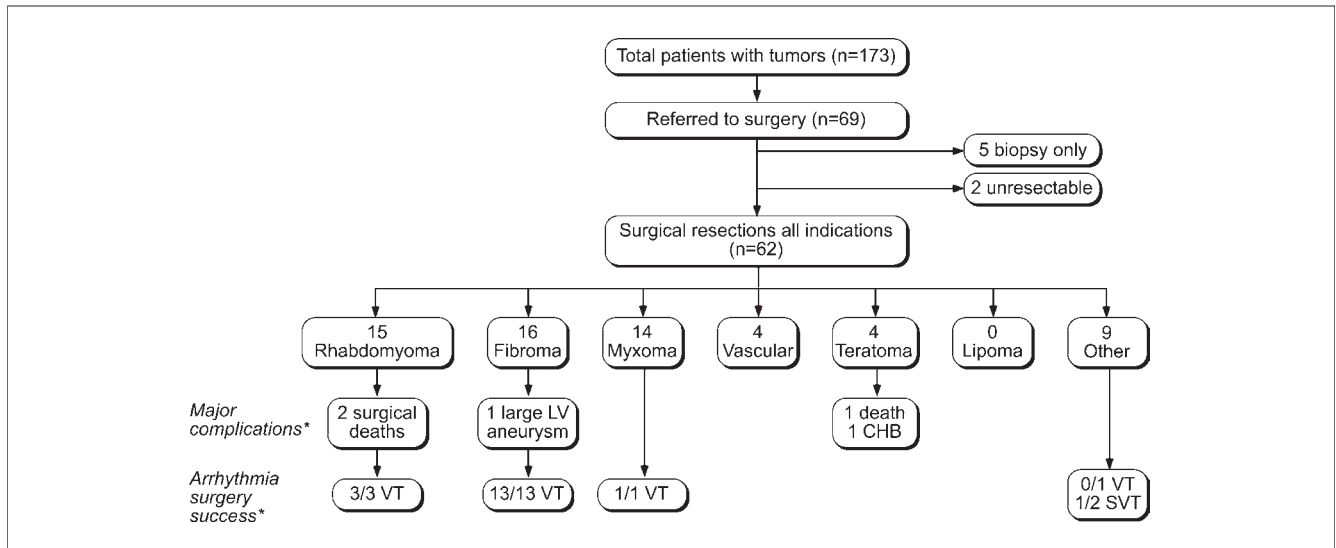 Total patients with tumors (n=173)
Referred to surgery (n=69)
5 biopsy only
2 unresectable
Surgical resections all indications
(n=62)
15
Rhabdomyoma
16
Fibroma
14
Myxoma
4
Vascular
4
Teratoma
0
Lipoma
9
Other
Major
complications*
2 surgical
deaths
1 large LV
aneurysm
1 death
1 CHB
Arrhythmia
surgery
success*
3/3 VT
13/13 VT
1/1 VT
0/1 VT
1/2 SVT